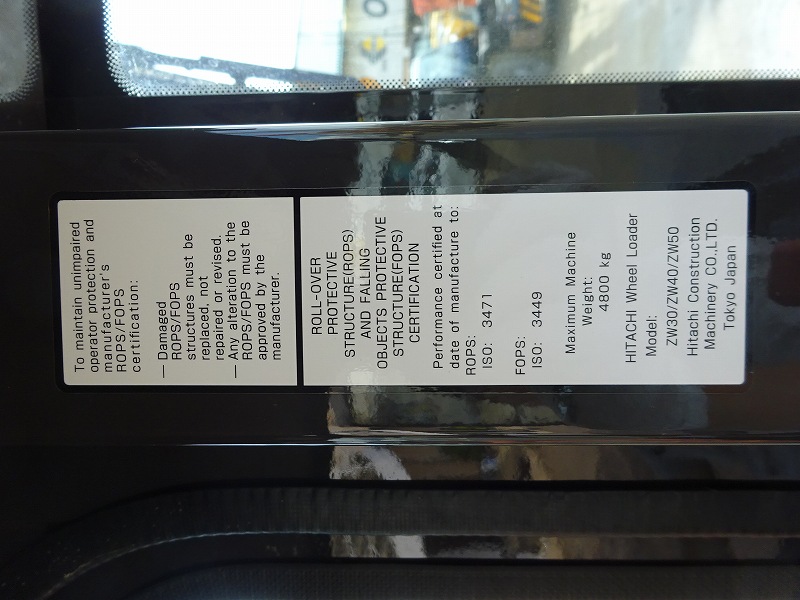 To maintain unimpaired
operator protection and
manufacturer's
ROPS/FOPS
certification:
— Damaged
ROPS/FOPS
structures must be
replaced, not
repaired or revised.
— Any alteration to the
ROPS/FOPS must be
approved by the
manufacturer.
ROLL-OVER
PROTECTIVE
STRUCTURE(ROPS)
AND FALLING
OBJECTS PROTECTIVE
STRUCTURE(FOPS)
CERTIFICATION
Performance certified at
date of manufacture to:
ROPS:
ISO: 3471
FOPS:
ISO: 3449
Maximum Machine
Weight:
4800 kg
HITACHI Wheel Loader
Model:
ZW30/ZW40/ZW50
Hitachi Construction
Machinery CO.,LTD.
Tokyo Japan